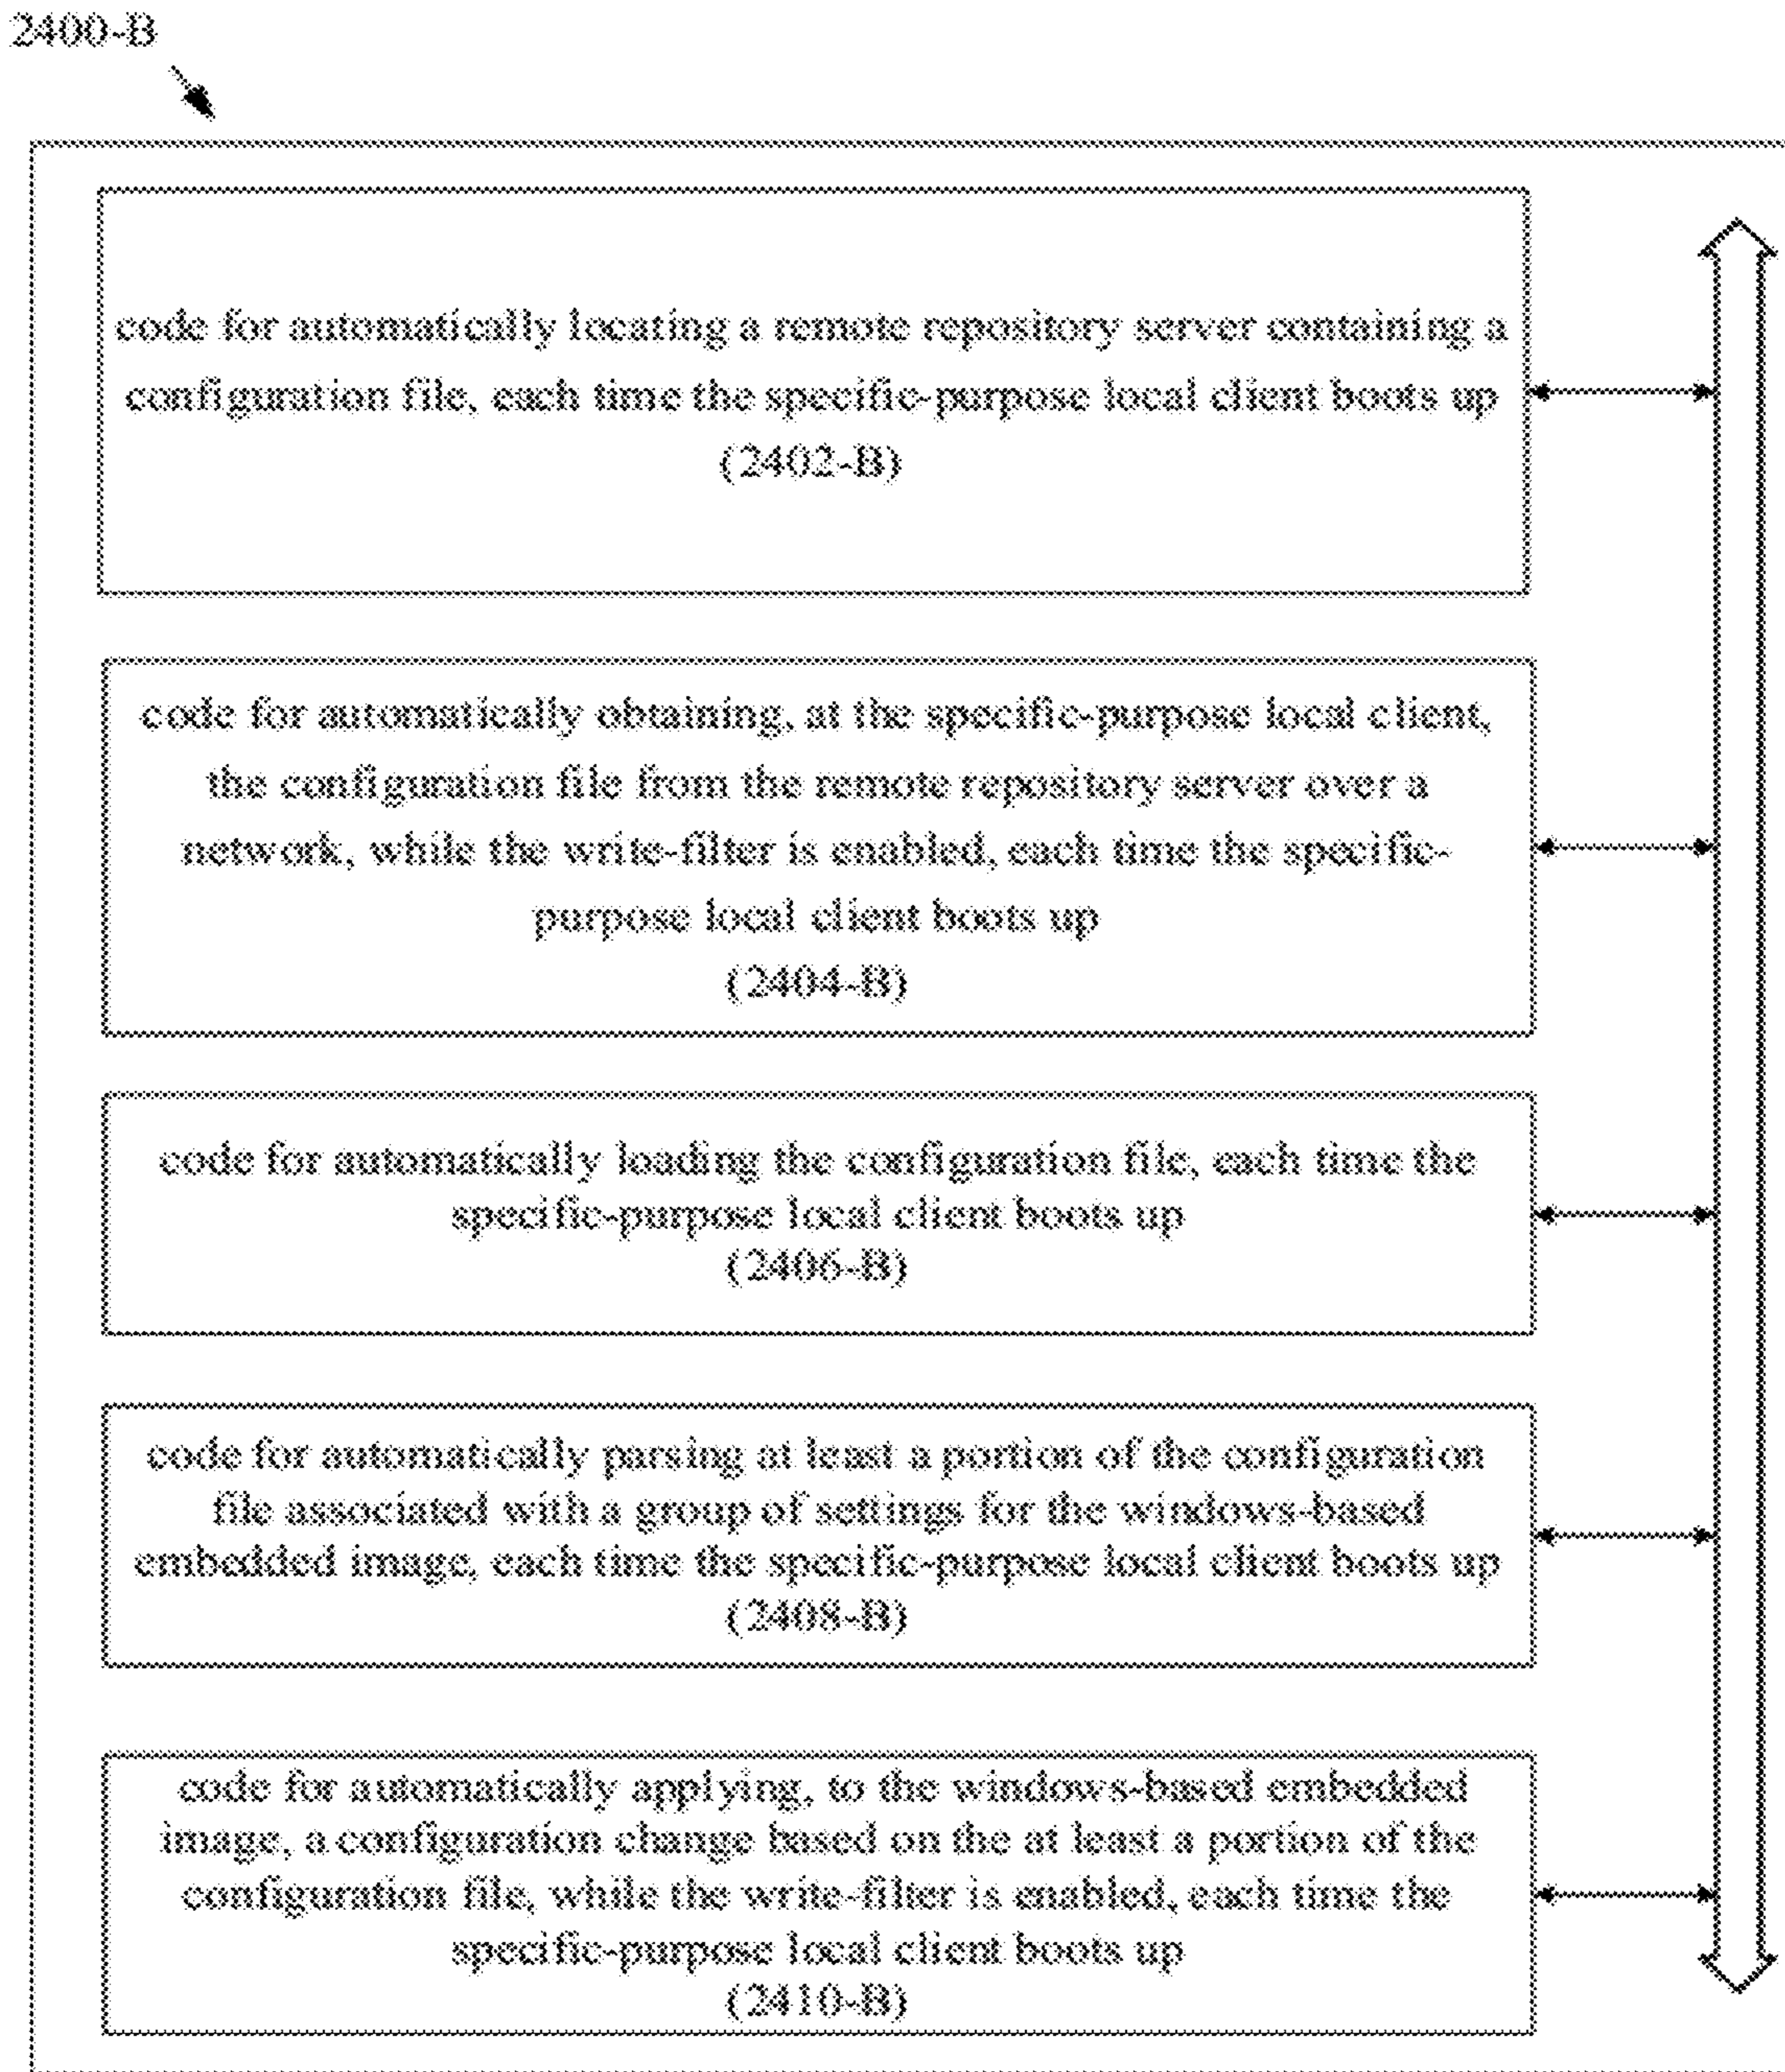 2400-B
code for automatically locating a remote repository server containing a
configuration file, each time the specific-purpose local client boots up
(2402-B)
code for automatically obtaining, at the specific-purpose local client,
the configuration file from the remote repository server over a
network, while the write-filter is enabled, each time the specific-
purpose local client boots up
(2404-B)
code for automatically loading the configuration file, each time the
specific-purpose local client boots up
(2406-B)
code for automatically parsing at least a portion of the configuration
file associated with a group of settings for the windows-based
embedded image, each time the specific-purpose local client boots up
(2408-B)
code for automatically applying, to the windows-based embedded
image, a configuration change based on the at least a portion of the
configuration file, while the write-filter is enabled, each time the
specific-purpose local client boots up
(2410-B)